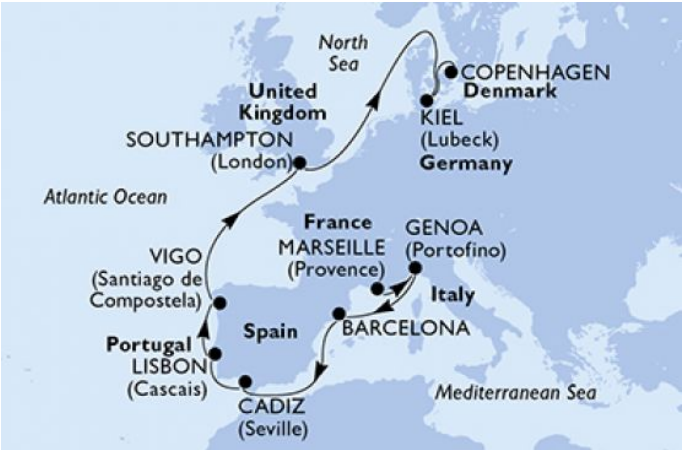 North
Sea
COPENHAGEN
Denmark
United
Kingdom
KIEL
(Lubeck)
Germany
SOUTHAMPTON
(London)
Atlantic Ocean
France
MARSEILLE
(Provence)
GENOA
(Portofino)
VIGO
(Santiago de
Compostela)
Italy
BARCELONA
Spain
Portugal
LISBON
(Cascais)
CADIZ
(Seville)
Mediterranean Sea